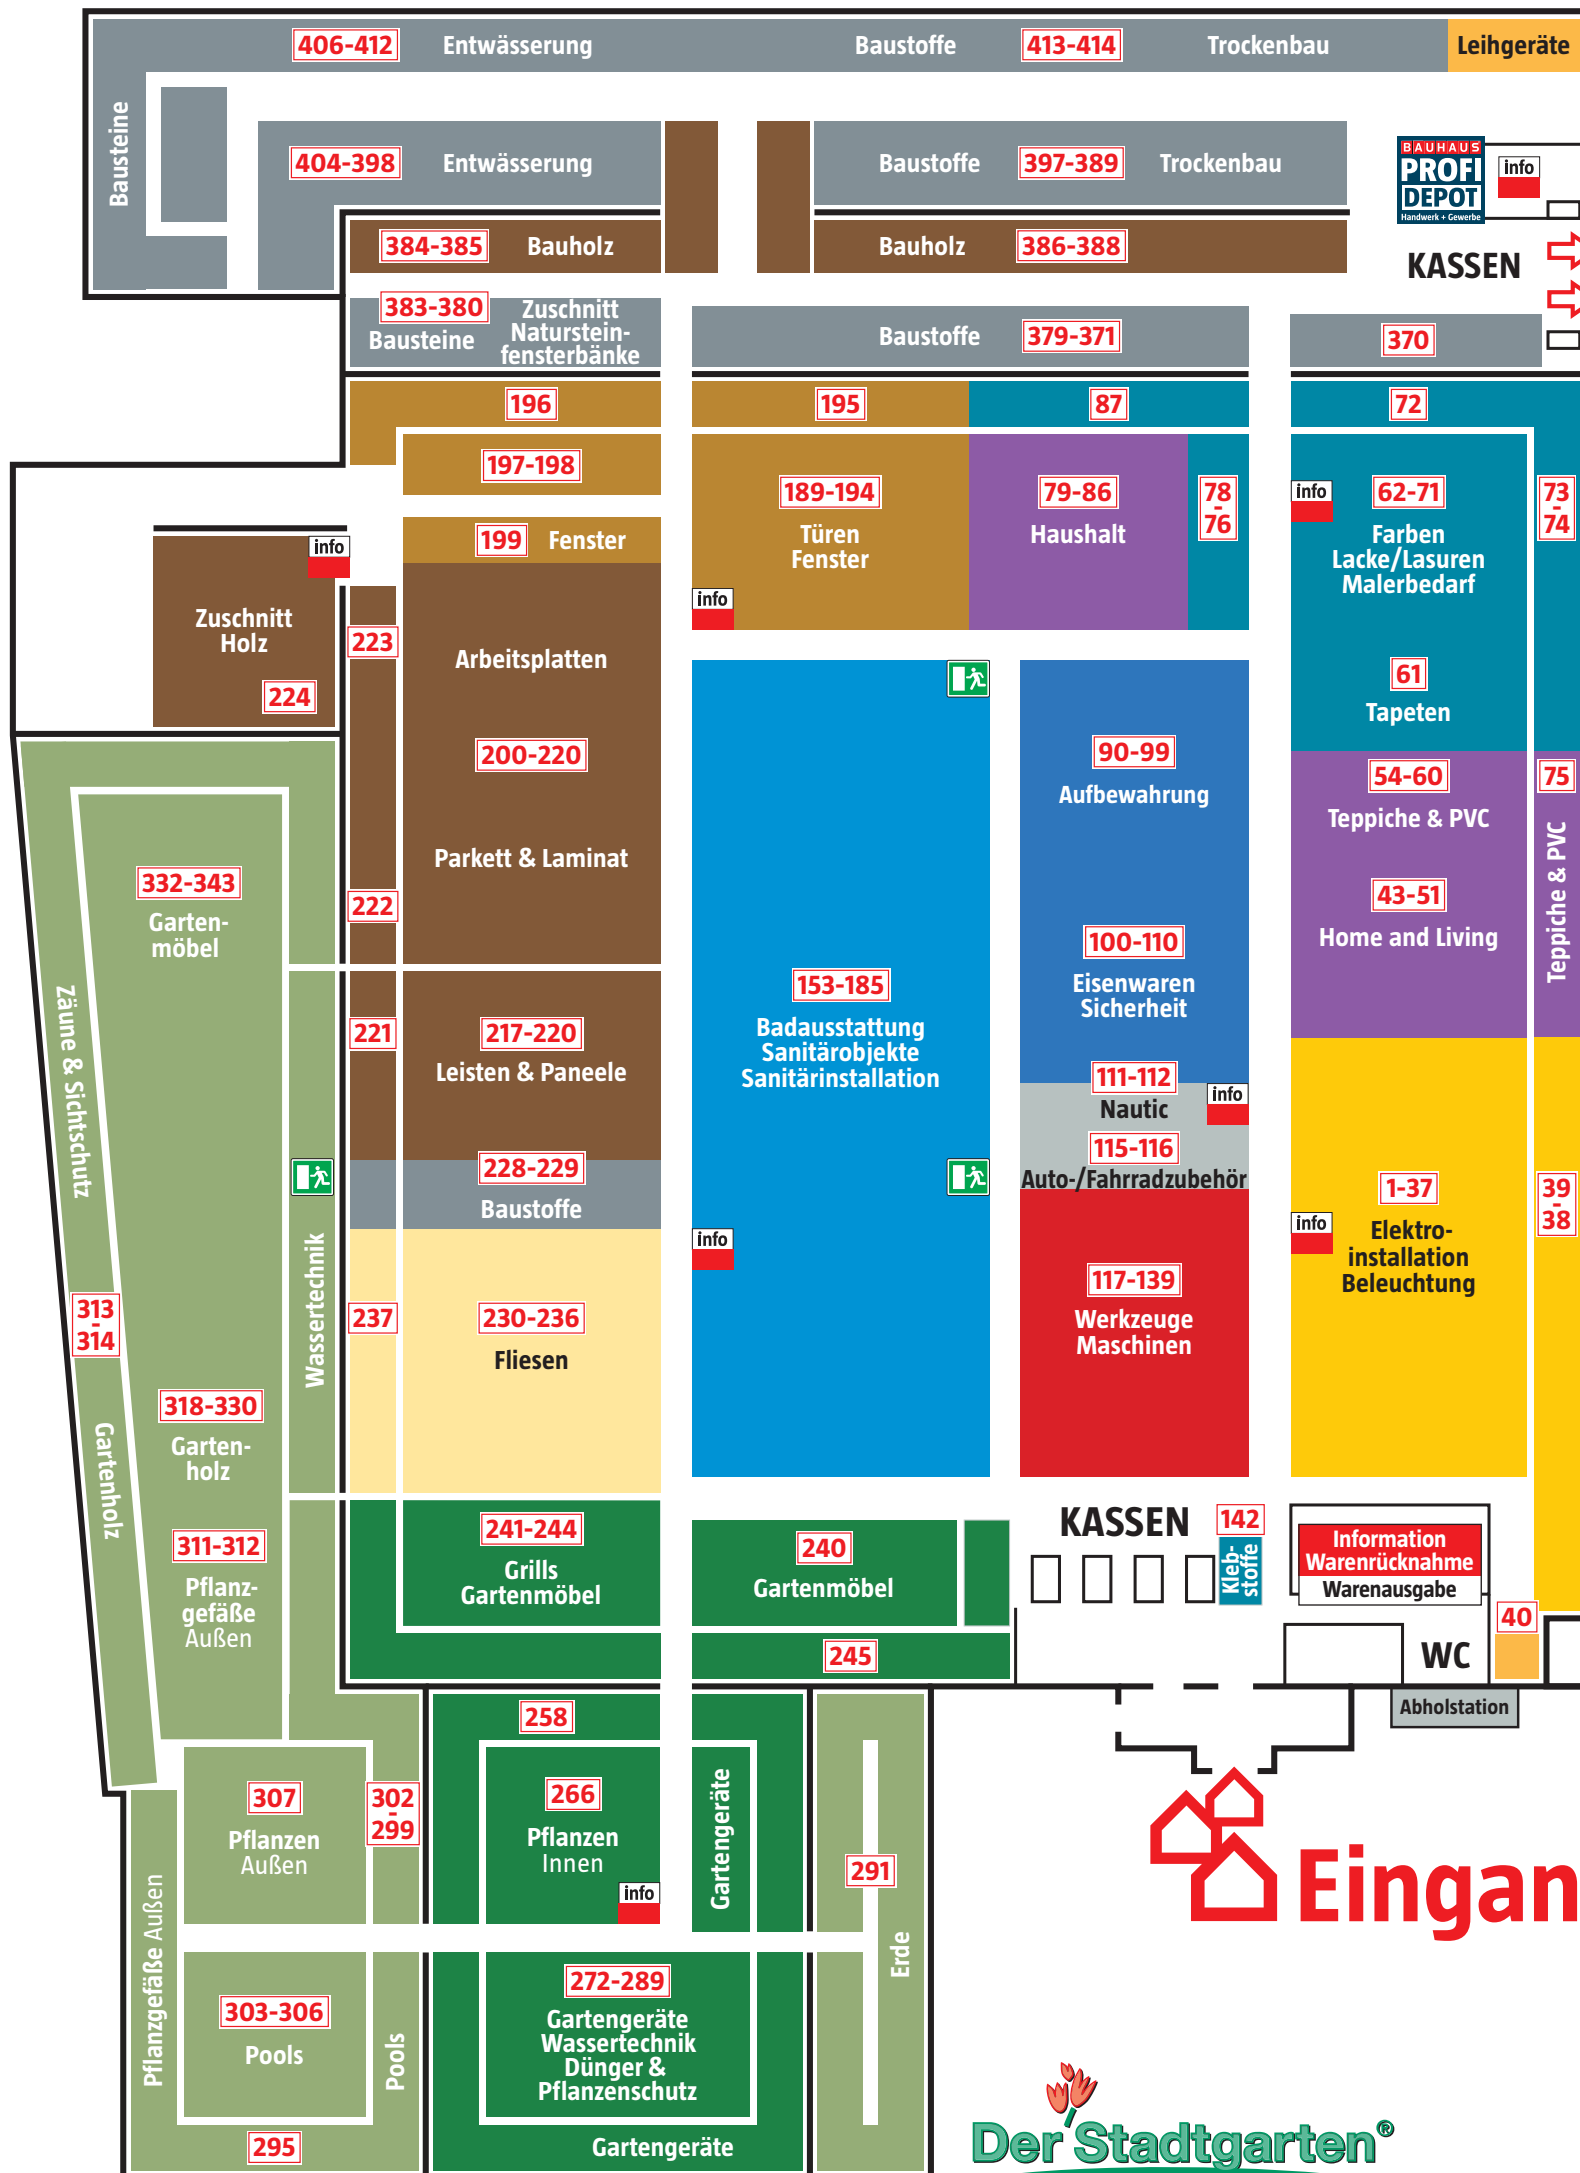 406-412 Entwässerung Baustoffe 413-414 Trockenbau Leihgeräte
Bausteine
404-398 Entwässerung Baustoffe 397-389 Trockenbau
BAUHAUS
PROFI
DEPOT
Handwerk + Gewerbe
info
384-385 Bauholz Bauholz 386-388
KASSEN
383-380 Zuschnitt
Bausteine Naturstein-
fensterbänke
Baustoffe 379-371
370
196
195
87
72
197-198
189-194
Türen
Fenster
79-86
Haushalt
78
-
76
info
62-71
Farben
Lacke/Lasuren
Malerbedarf
73
-
74
199 Fenster
info
info
Zuschnitt
Holz
224
223
Arbeitsplatten
61
Tapeten
200-220
90-99
Aufbewahrung
54-60
Teppiche & PVC
75
Teppiche & PVC
Parkett & Laminat
332-343
Garten-
möbel
222
43-51
Home and Living
100-110
Eisenwaren
Sicherheit
153-185
Badausstattung
Sanitärobjekte
Sanitärinstallation
Zäune & Sichtschutz
221
217-220
Leisten & Paneele
111-112
Nautic
info
115-116
Auto-/Fahrradzubehör
228-229
Baustoffe
1-37
Elektro-
installation
Beleuchtung
info
39
-
38
info
Wassertechnik
117-139
Werkzeuge
Maschinen
313
-
314
237
230-236
Fliesen
318-330
Garten-
holz
Gartenholz
311-312
Pflanz-
gefäße
Außen
241-244
Grills
Gartenmöbel
240
Gartenmöbel
KASSEN
142
Kleb-
stoffe
Information
Warenrücknahme
Warenausgabe
40
245
WC
Abholstation
258
307
Pflanzen
Außen
302
-
299
266
Pflanzen
Innen
info
Gartengeräte
291
Erde
Eingan
Pflanzgefäße Außen
303-306
Pools
Pools
272-289
Gartengeräte
Wassertechnik
Dünger &
Pflanzenschutz
295
Gartengeräte
Der Stadtgarten®